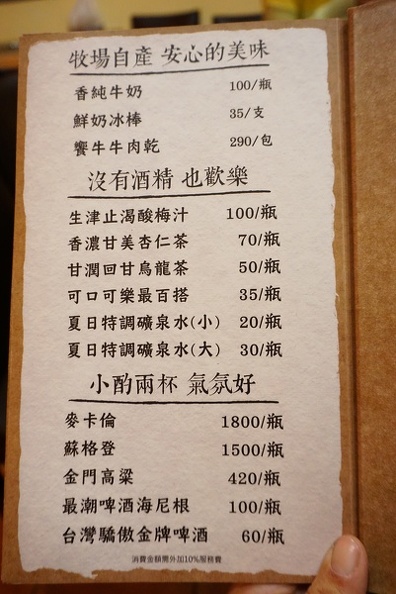 牧場自產 安心的美味
香純牛奶 100/瓶
鮮奶冰棒 35/支
饗牛牛肉乾 290/包
沒有酒精 也歡樂
生津止渴酸梅汁 100/瓶
香濃甘美杏仁茶 70/瓶
甘潤回甘烏龍茶 50/瓶
可口可樂最百搭 35/瓶
夏日特調礦泉水(小) 20/瓶
夏日特調礦泉水(大) 30/瓶
小酌兩杯 氣氛好
麥卡倫 1800/瓶
蘇格登 1500/瓶
金門高粱 420/瓶
最潮啤酒海尼根 100/瓶
台灣驕傲金牌啤酒 60/瓶
消費金額需外加10%服務費